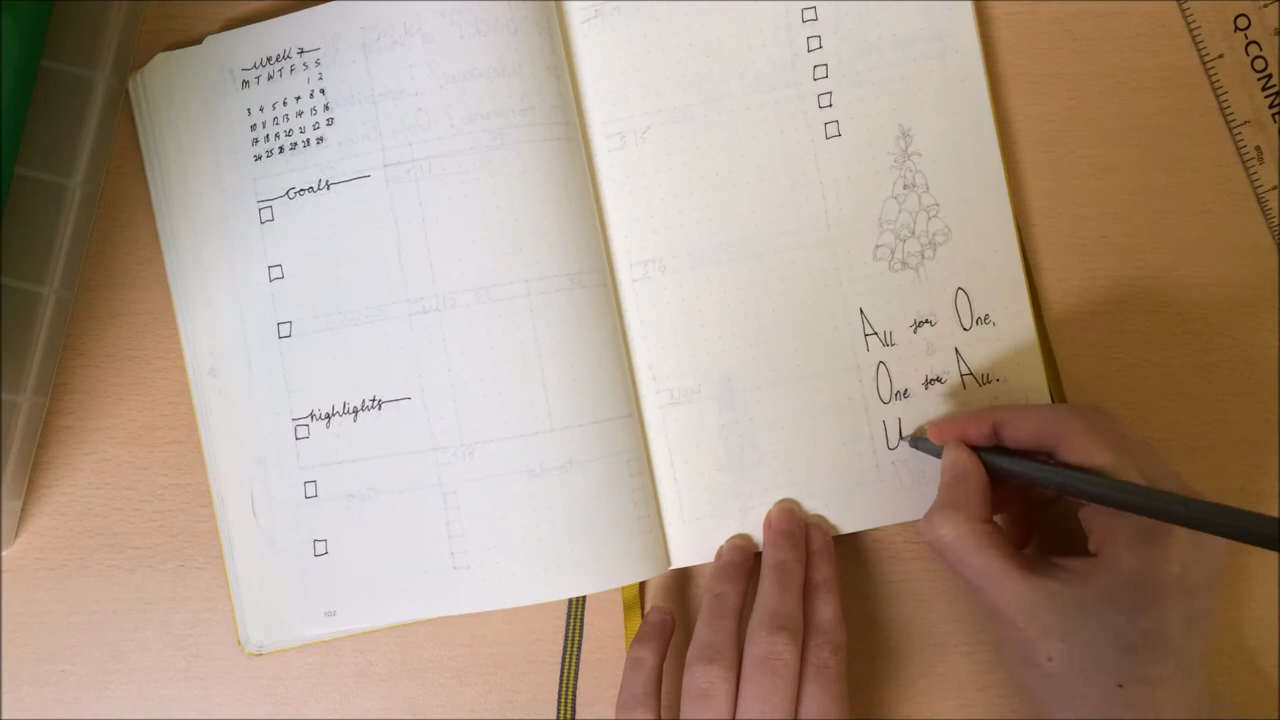 Week 7
M T W T F S S
1 2
3 4 5 6 7 8 9
10 11 12 13 14 15 16
17 18 19 20 21 22 23
24 25 26 27 28 29
Goals
highlights
102
All for One,
One for All.
U
Q-CONNE